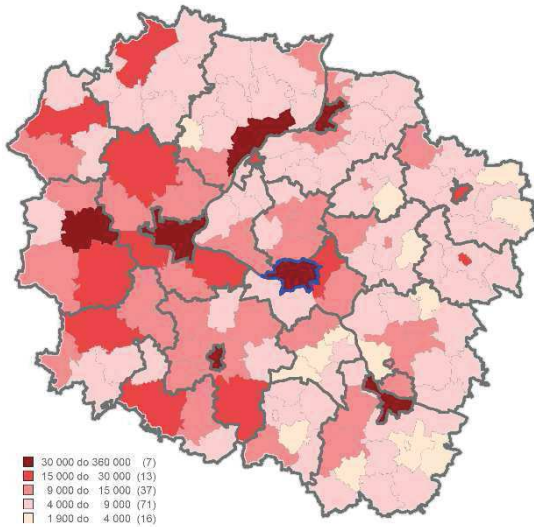 30 000 do 360 000 (7)
15 000 do 30 000 (13)
9 000 do 15 000 (37)
4 000 do 9 000 (71)
1 900 do 4 000 (16)